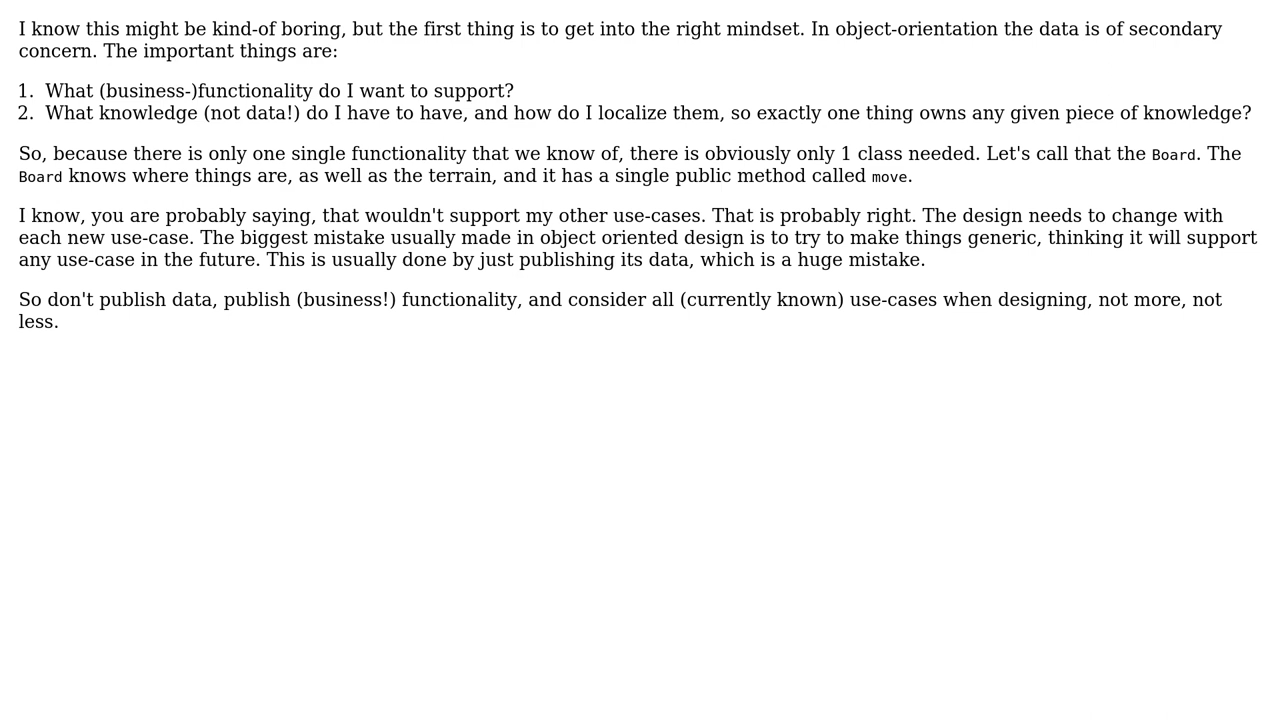 I know this might be kind-of boring, but the first thing is to get into the right mindset. In object-orientation the data is of secondary
concern. The important things are:
1. What (business-)functionality do I want to support?
2. What knowledge (not data!) do I have to have, and how do I localize them, so exactly one thing owns any given piece of knowledge?
So, because there is only one single functionality that we know of, there is obviously only 1 class needed. Let's call that the Board. The
Board knows where things are, as well as the terrain, and it has a single public method called move.
I know, you are probably saying, that wouldn't support my other use-cases. That is probably right. The design needs to change with
each new use-case. The biggest mistake usually made in object oriented design is to try to make things generic, thinking it will support
any use-case in the future. This is usually done by just publishing its data, which is a huge mistake.
So don't publish data, publish (business!) functionality, and consider all (currently known) use-cases when designing, not more, not
less.